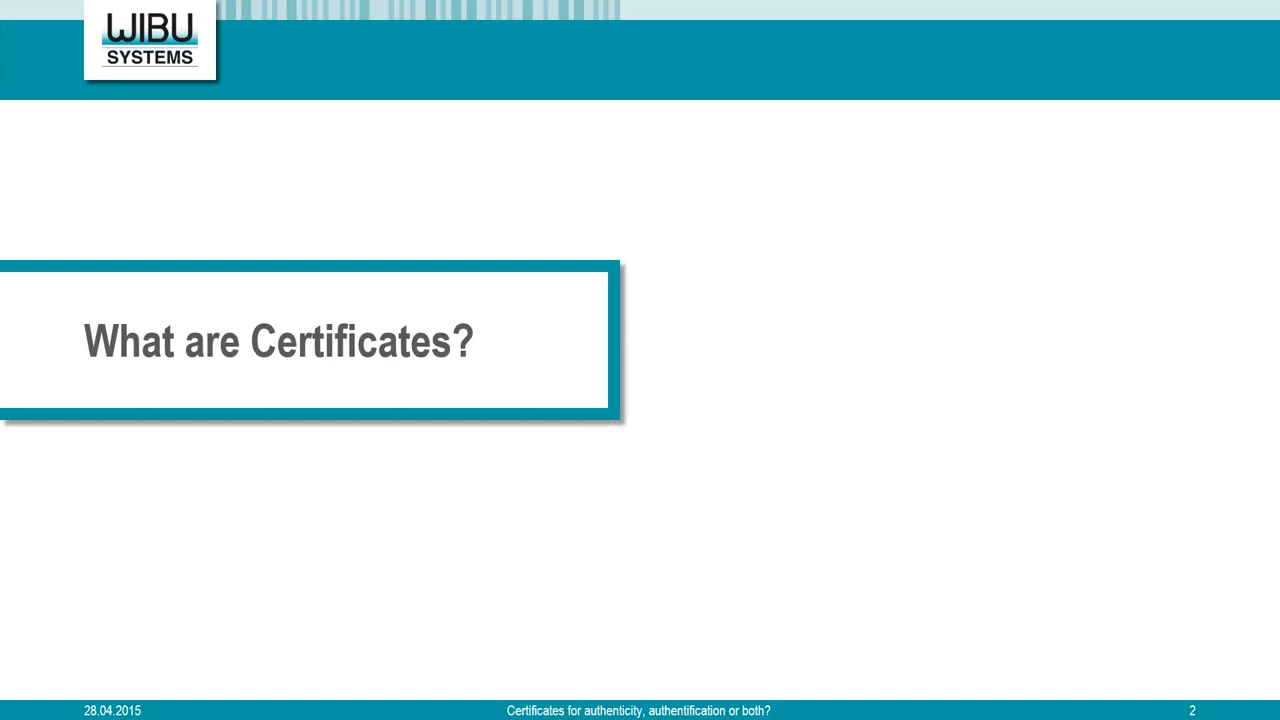 WIBU
SYSTEMS
What are Certificates?
28.04.2015
Certificates for authenticity, authentification or both?
2